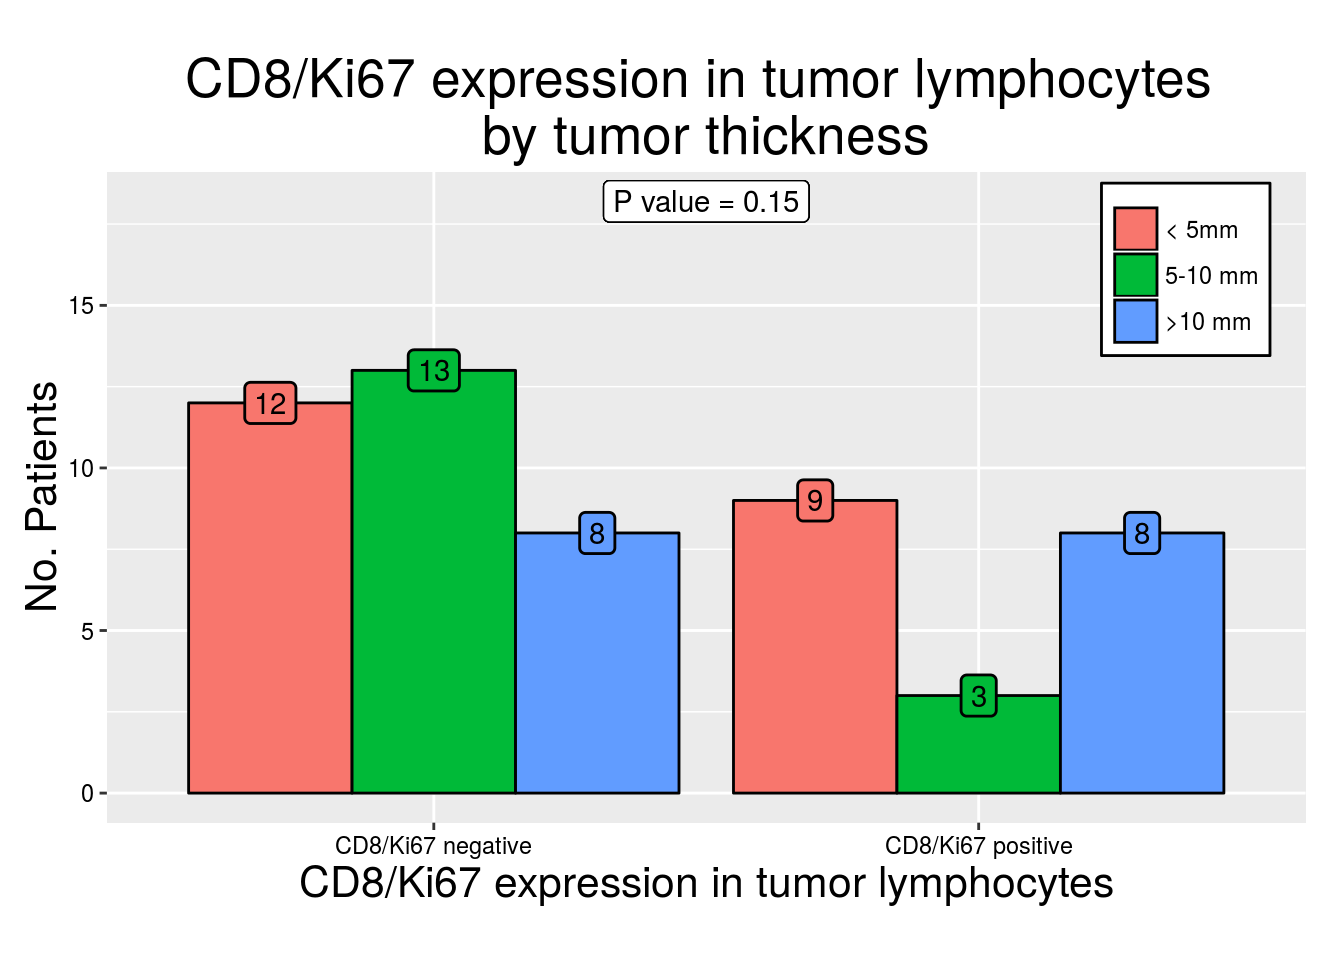 CD8/Ki67 expression in tumor lymphocytes
by tumor thickness
P value = 0.15
< 5mm
5-10 mm
>10 mm
No. Patients
15
10
5
0
12
13
8
9
3
8
CD8/Ki67 negative
CD8/Ki67 positive
CD8/Ki67 expression in tumor lymphocytes